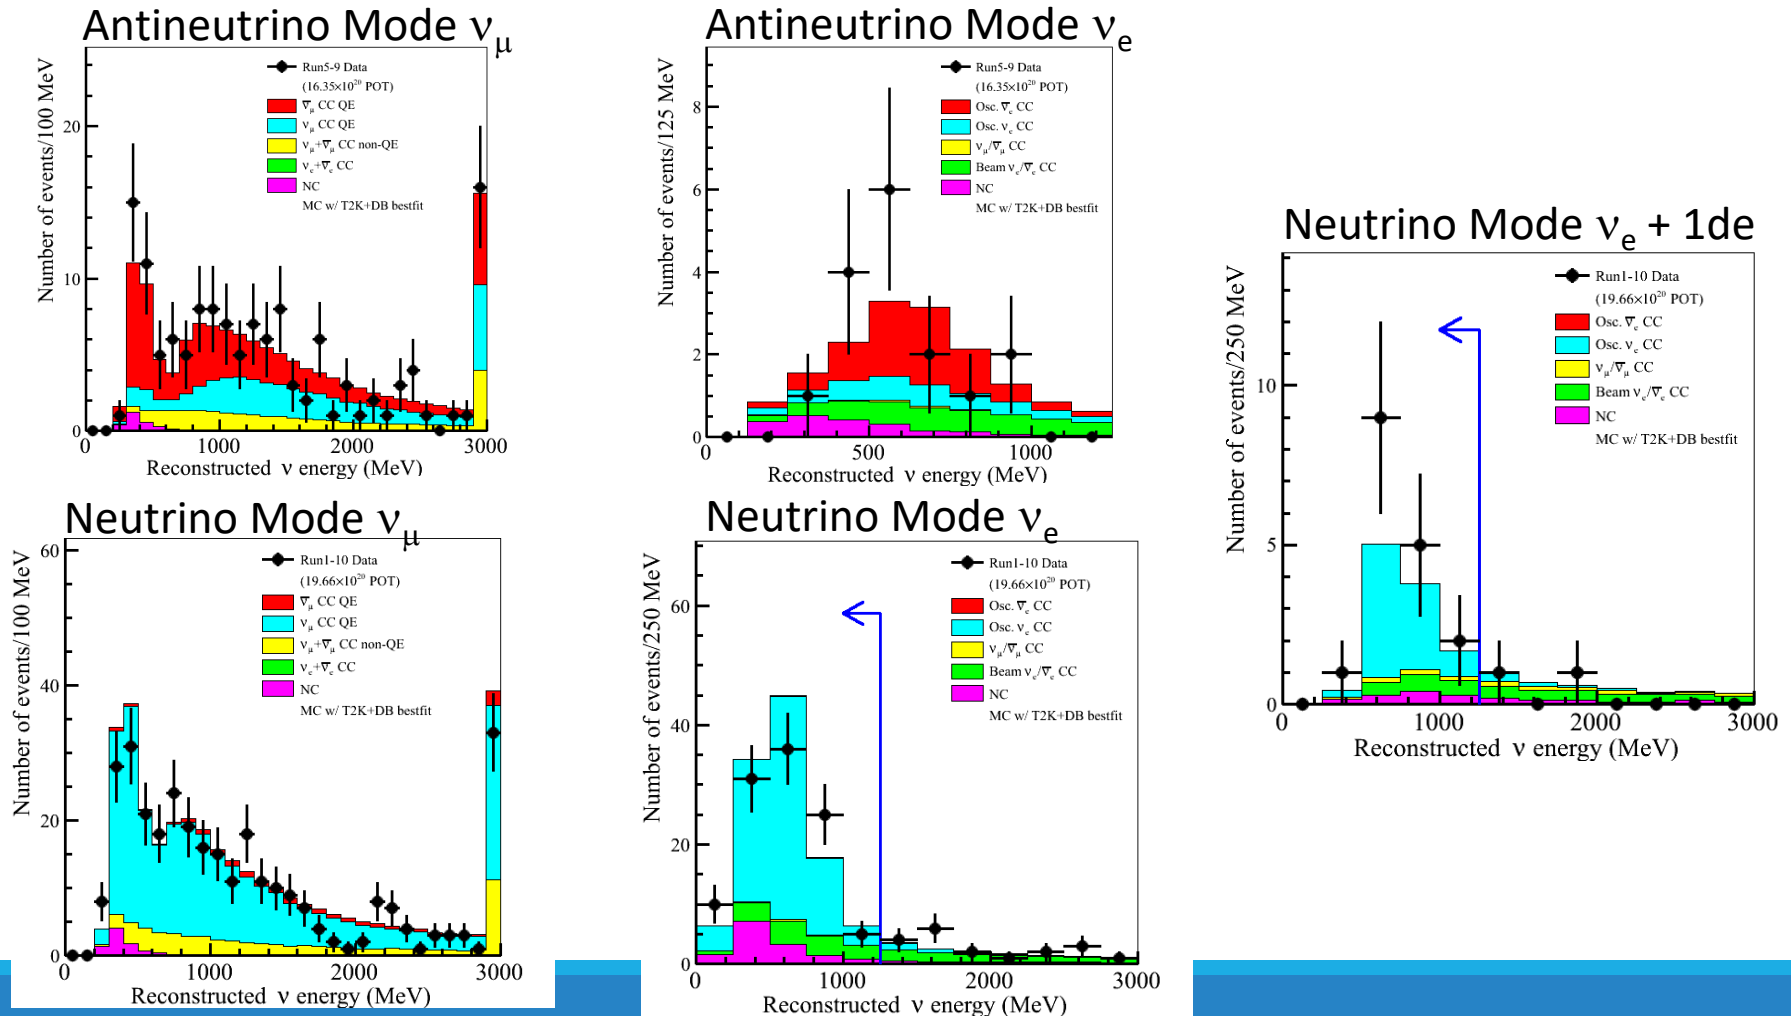 Antineutrino Mode νμ
Number of events/100 MeV
20
10
0
Run5-9 Data
(16.35×10²⁰ POT)
ν̅μ CC QE
νμ CC QE
νμ+ν̅μ CC non-QE
νe+ν̅e CC
NC
MC w/ T2K+DB bestfit
0 1000 2000 3000
Reconstructed ν energy (MeV)
Antineutrino Mode νe
Number of events/125 MeV
8
6
4
2
0
Run5-9 Data
(16.35×10²⁰ POT)
Osc. ν̅e CC
Osc. νe CC
νμ/ν̅μ CC
Beam νe/ν̅e CC
NC
MC w/ T2K+DB bestfit
0 500 1000
Reconstructed ν energy (MeV)
Neutrino Mode νe + 1de
Number of events/250 MeV
10
5
0
Run1-10 Data
(19.66×10²⁰ POT)
Osc. ν̅e CC
Osc. νe CC
νμ/ν̅μ CC
Beam νe/ν̅e CC
NC
MC w/ T2K+DB bestfit
0 1000 2000 3000
Reconstructed ν energy (MeV)
Neutrino Mode νμ
Number of events/100 MeV
60
40
20
0
Run1-10 Data
(19.66×10²⁰ POT)
ν̅μ CC QE
νμ CC QE
νμ+ν̅μ CC non-QE
νe+ν̅e CC
NC
MC w/ T2K+DB bestfit
0 1000 2000 3000
Reconstructed ν energy (MeV)
Neutrino Mode νe
Number of events/250 MeV
60
40
20
0
Run1-10 Data
(19.66×10²⁰ POT)
Osc. ν̅e CC
Osc. νe CC
νμ/ν̅μ CC
Beam νe/ν̅e CC
NC
MC w/ T2K+DB bestfit
0 1000 2000 3000
Reconstructed ν energy (MeV)